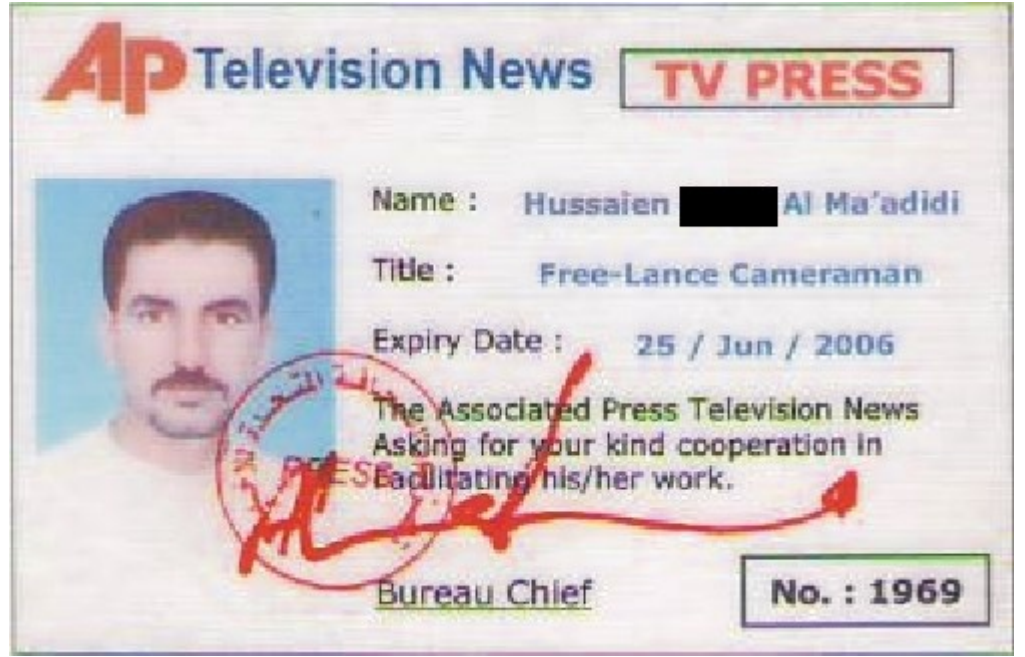 AP Television News TV PRESS
Name : Hussaien Al Ma'adidi
Title : Free-Lance Cameraman
Expiry Date : 25 / Jun / 2006
The Associated Press Television News
Asking for your kind cooperation in
Facilitating his/her work.
PRESS
Bureau Chief
No. : 1969